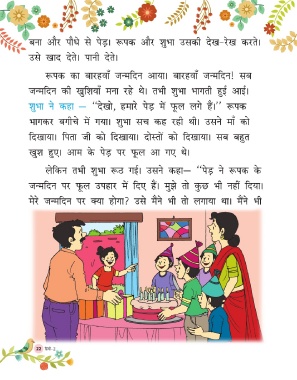 बना और पौधे से पेड़। रूपक और शुभा उसकी देख-रेख करते।
उसे खाद देते। पानी देते।
रूपक का बारहवाँ जन्मदिन आया। बारहवाँ जन्मदिन! सब
जन्मदिन की खुशियाँ मना रहे थे। तभी शुभा भागती हुई आई।
शुभा ने कहा – “देखो, हमारे पेड़ में फूल लगे हैं।” रूपक
भागकर बगीचे में गया। शुभा सच कह रही थी। उसने माँ को
दिखाया। पिता जी को दिखाया। दोस्तों को दिखाया। सब बहुत
खुश हुए। आम के पेड़ पर फूल आ गए थे।
लेकिन तभी शुभा रूठ गई। उसने कहा– “पेड़ ने रूपक के
जन्मदिन पर फूल उपहार में दिए हैं। मुझे तो कुछ भी नहीं दिया।
मेरे जन्मदिन पर क्या होगा? उसे मैंने भी तो लगाया था। मैंने भी
22